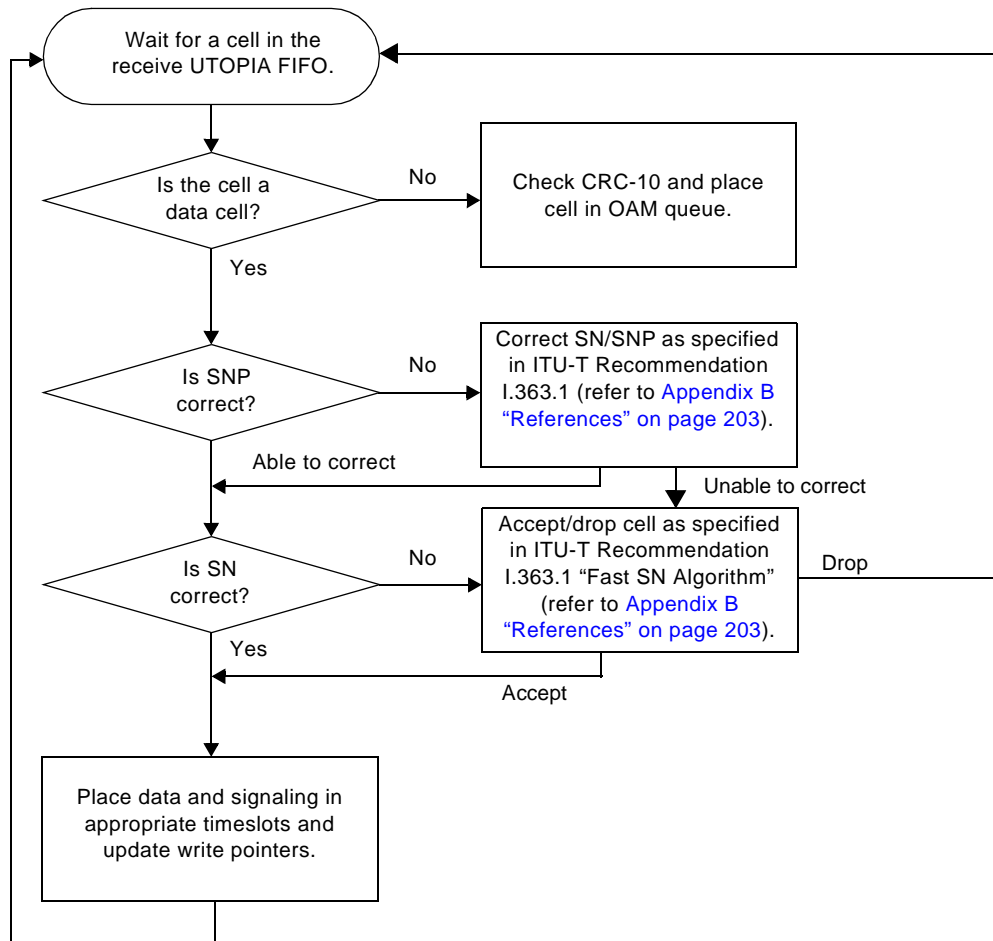 Wait for a cell in the
receive UTOPIA FIFO.
Is the cell a
data cell?
No
Check CRC-10 and place
cell in OAM queue.
Yes
Is SNP
correct?
No
Correct SN/SNP as specified
in ITU-T Recommendation
I.363.1 (refer to Appendix B
“References” on page 203).
Able to correct
Unable to correct
Is SN
correct?
No
Accept/drop cell as specified
in ITU-T Recommendation
I.363.1 “Fast SN Algorithm”
(refer to Appendix B
“References” on page 203).
Drop
Yes
Accept
Place data and signaling in
appropriate timeslots and
update write pointers.